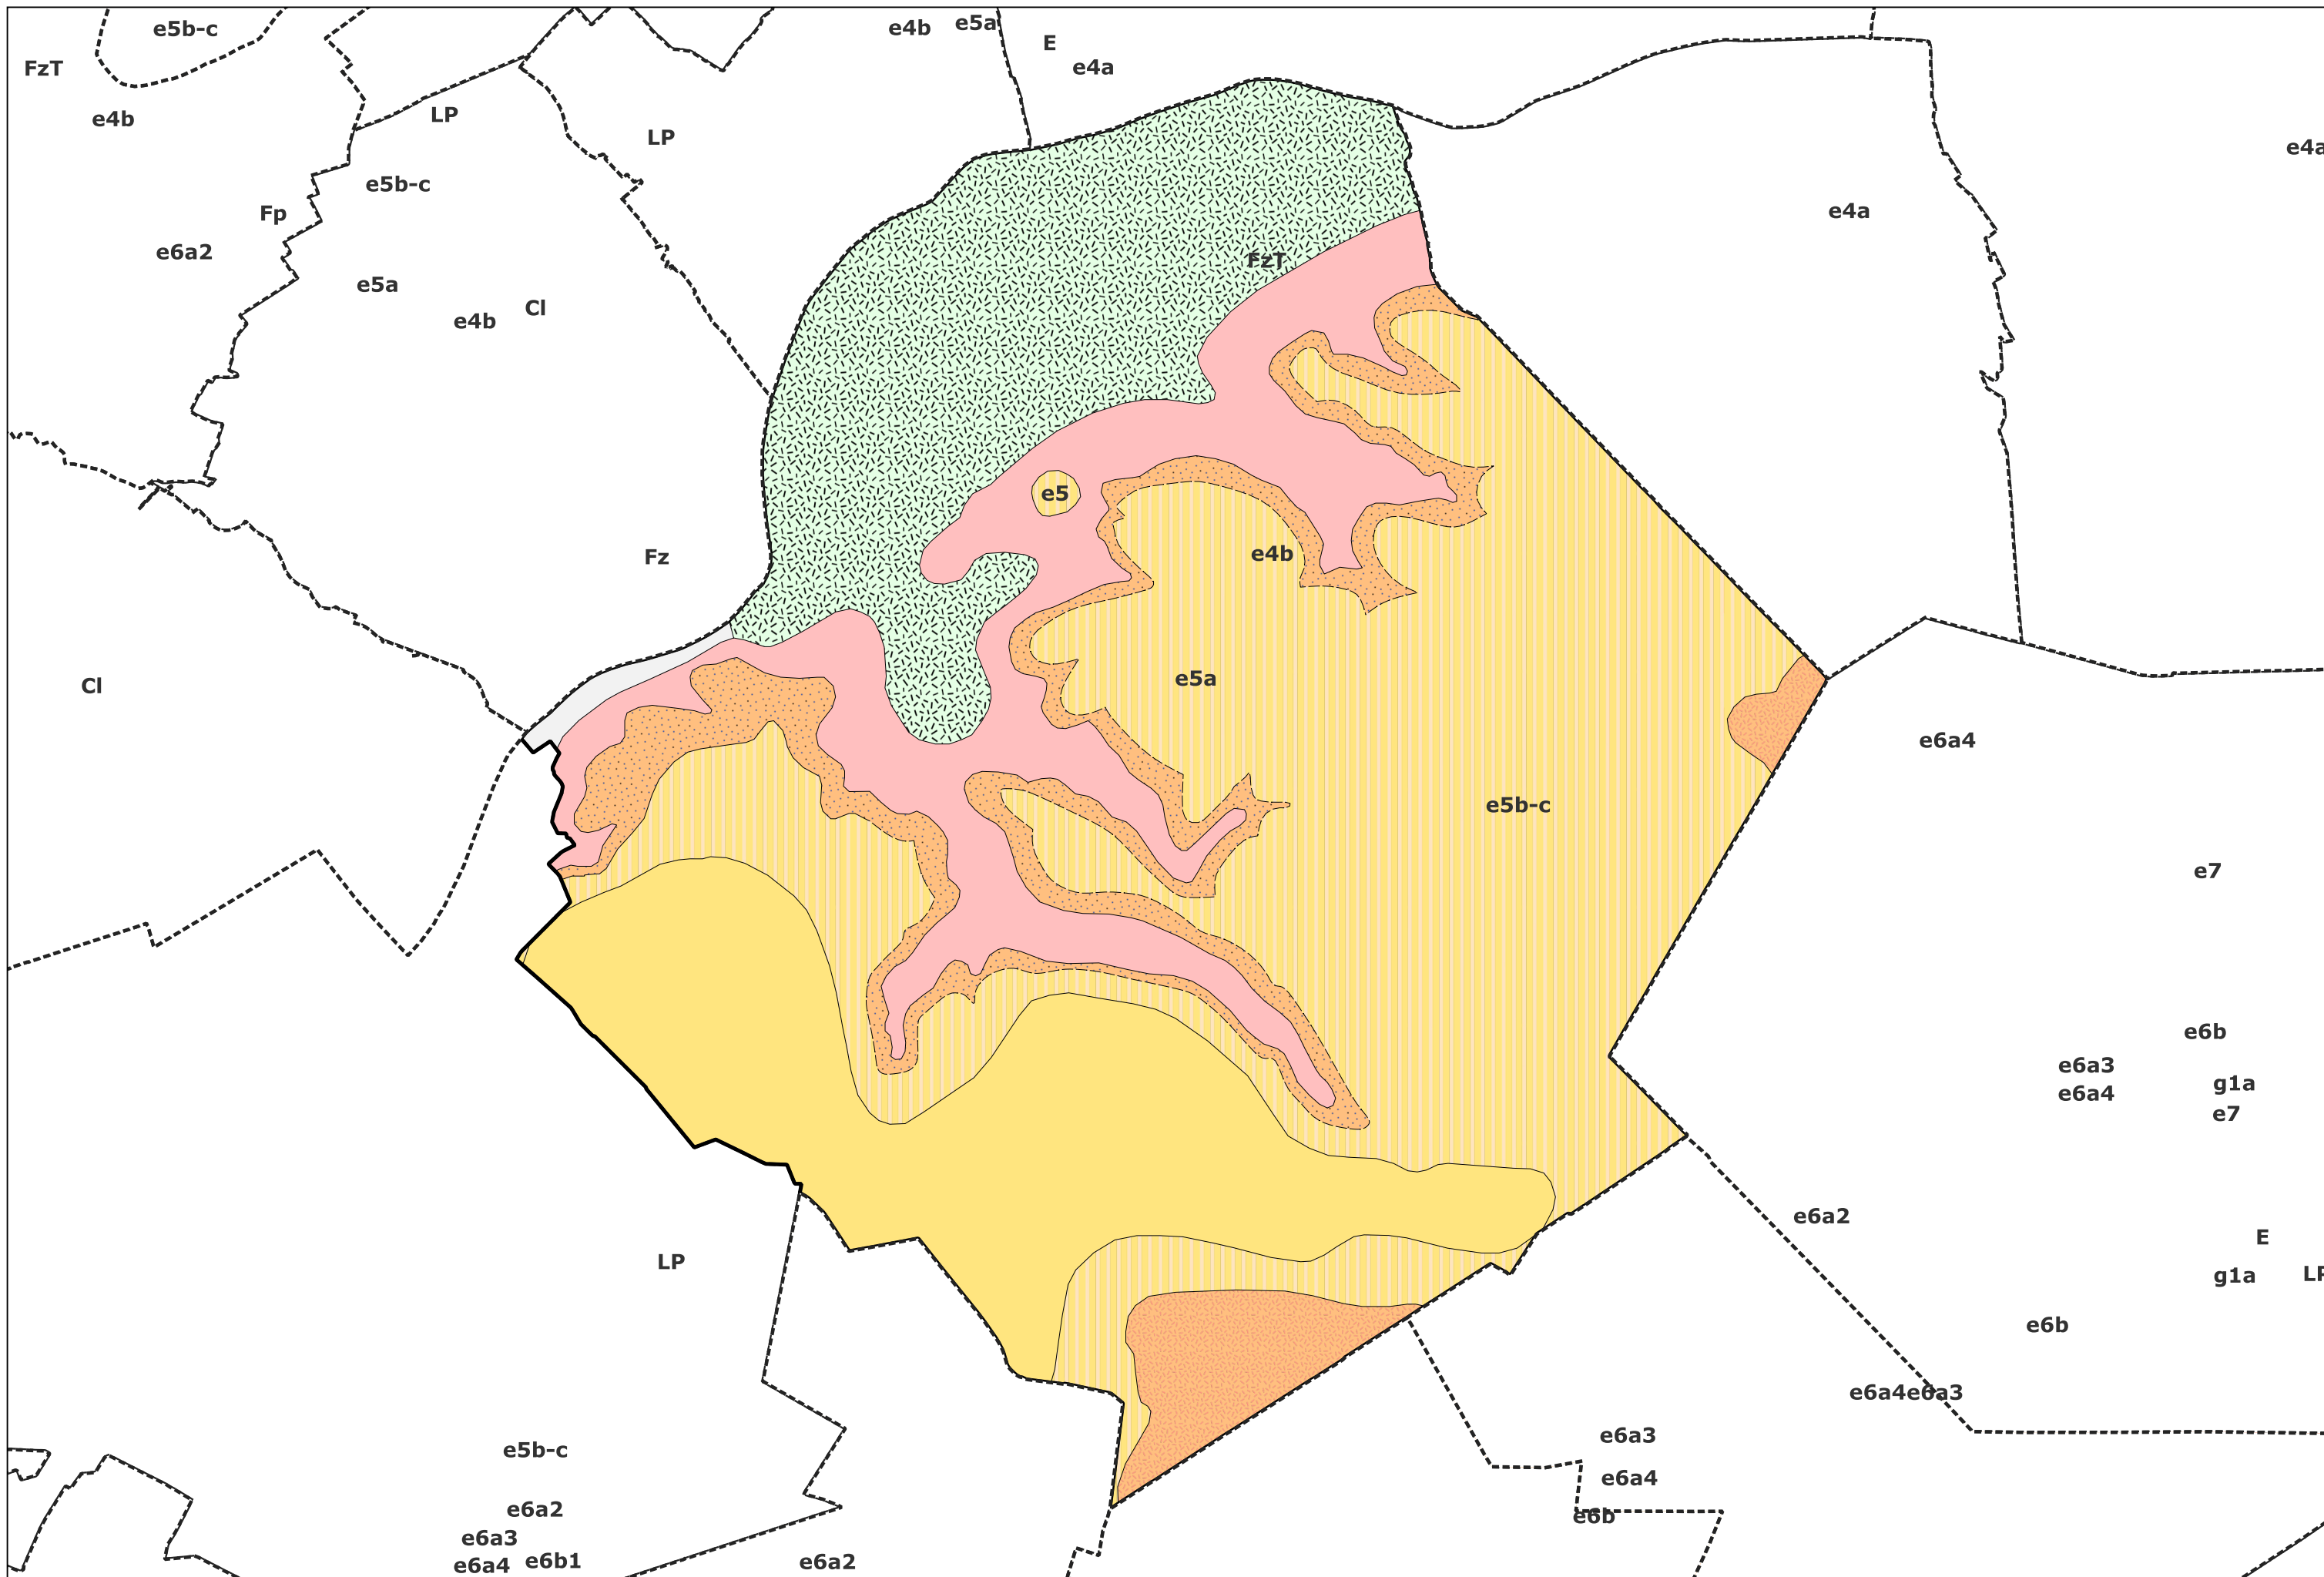 e5b-c
e4b
e5a
E
FzT
e4a
e4b
LP
LP
e4a
e5b-c
Fp
e4a
e6a2
FzT
e5a
e4b
Cl
e5
Fz
e4b
Cl
e5a
e6a4
e5b-c
e7
e6b
e6a3
g1a
e6a4
e7
e6a2
E
LP
g1a
LP
e6b
e6a4e6a3
e6a3
e5b-c
e6a4
e6a2
e6b
e6a3
e6b1
e6a4
e6a2